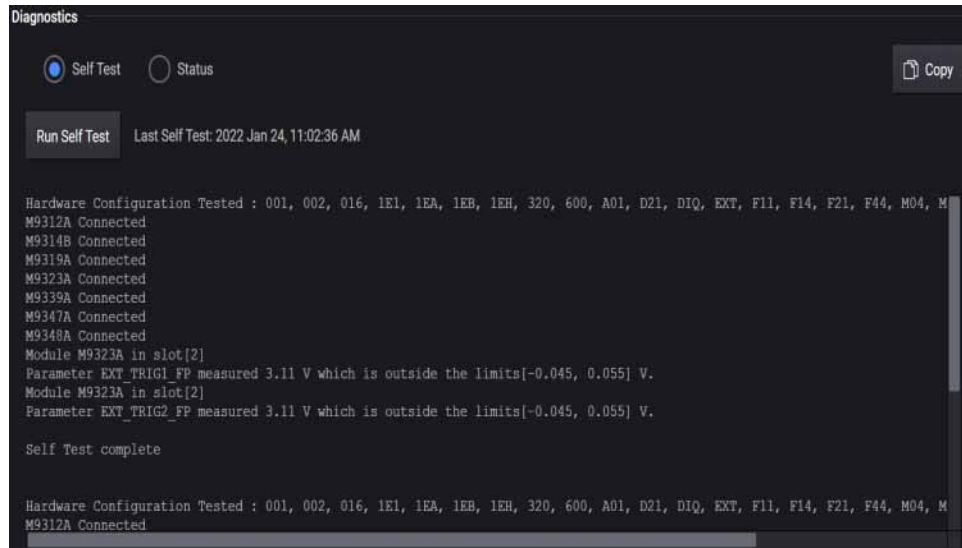 Diagnostics
Self Test Status
Copy
Run Self Test Last Self Test: 2022 Jan 24, 11:02:36 AM
Hardware Configuration Tested : 001, 002, 016, 1E1, 1EA, 1EB, 1EH, 320, 600, A01, D21, DIQ, EXT, F11, F14, F21, F44, M04, M
M9312A Connected
M9314B Connected
M9319A Connected
M9323A Connected
M9339A Connected
M9347A Connected
M9348A Connected
Module M9323A in slot[2]
Parameter EXT_TRIG1_FP measured 3.11 V which is outside the limits[-0.045, 0.055] V.
Module M9323A in slot[2]
Parameter EXT_TRIG2_FP measured 3.11 V which is outside the limits[-0.045, 0.055] V.
Self Test complete
Hardware Configuration Tested : 001, 002, 016, 1E1, 1EA, 1EB, 1EH, 320, 600, A01, D21, DIQ, EXT, F11, F14, F21, F44, M04, M
M9312A Connected